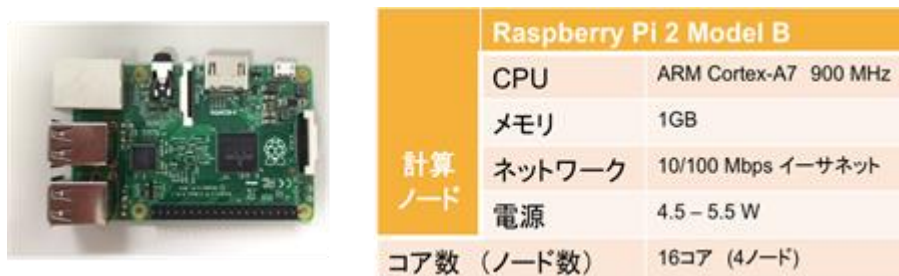 Raspberry Pi 2 Model B
CPU ARM Cortex-A7 900 MHz
メモリ 1GB
計算
ノード
ネットワーク 10/100 Mbps イーサネット
電源 4.5 – 5.5 W
コア数 (ノード数) 16コア (4ノード)
HDMI